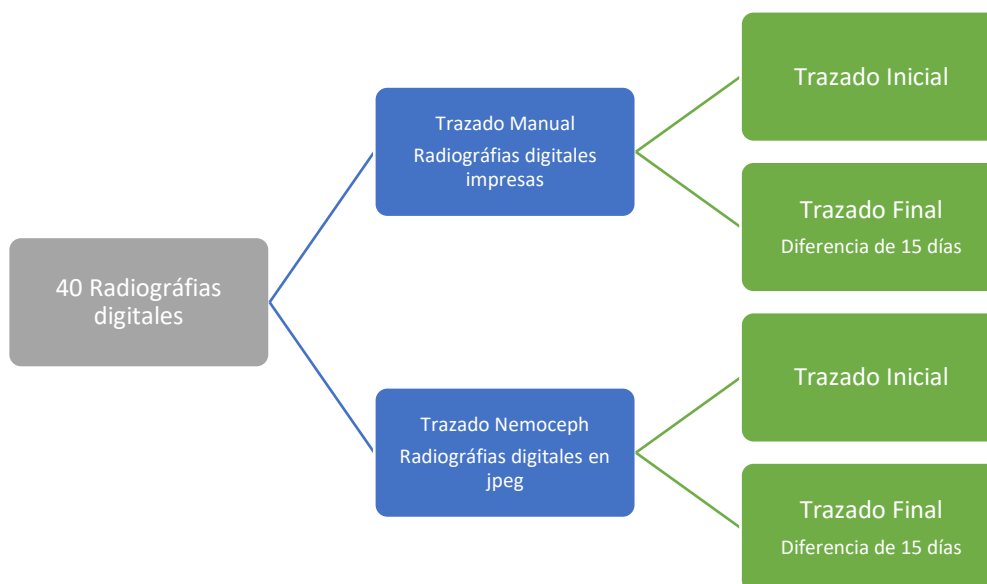 40 Radiográfias
digitales
Trazado Manual
Radiográfias digitales
impresas
Trazado Inicial
Trazado Final
Diferencia de 15 días
Trazado Nemoceph
Radiográfias digitales en
jpeg
Trazado Inicial
Trazado Final
Diferencia de 15 días